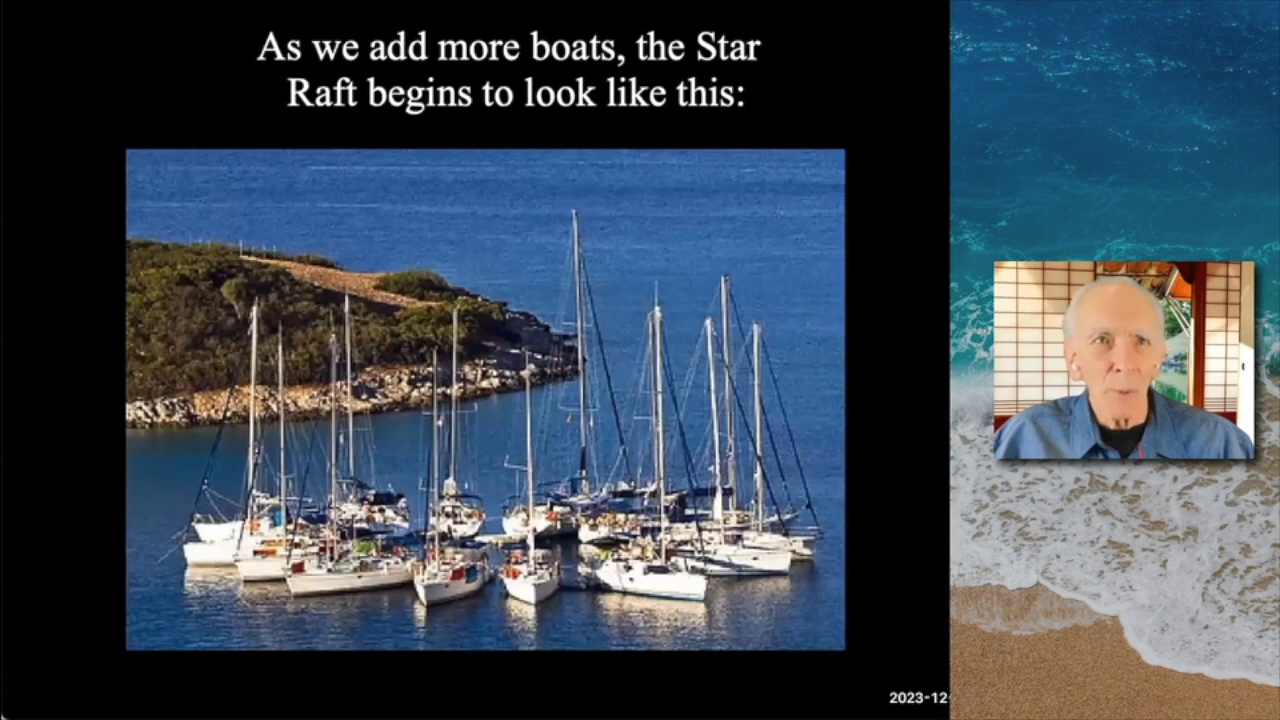 As we add more boats, the Star
Raft begins to look like this:
2023-12-